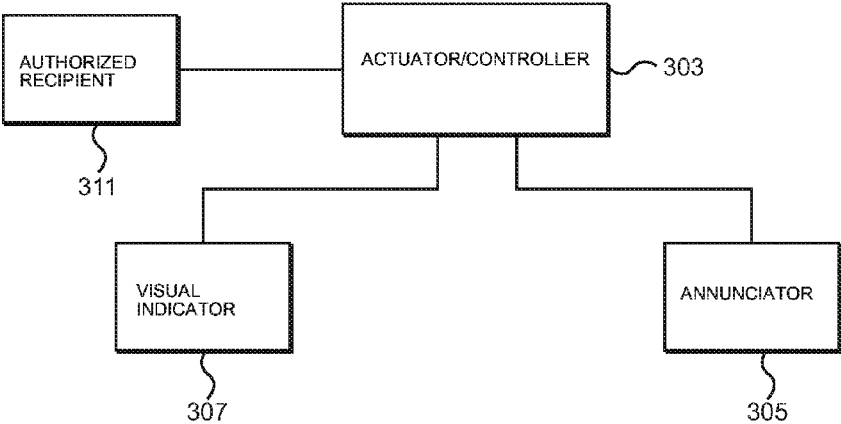 AUTHORIZED
RECIPIENT
ACTUATOR/CONTROLLER
303
311
VISUAL
INDICATOR
ANNUNCIATOR
307
305